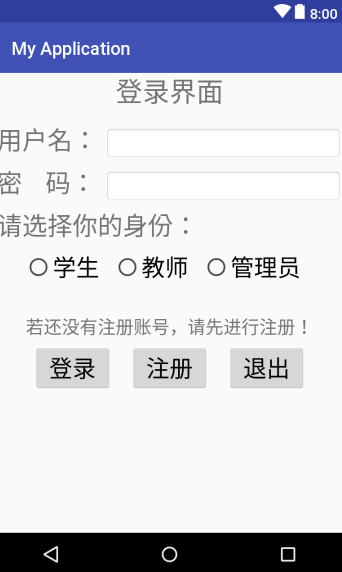 8:00
My Application
登录界面
用户名：
密 码：
请选择你的身份：
学生 教师 管理员
若还没有注册账号，请先进行注册！
登录 注册 退出